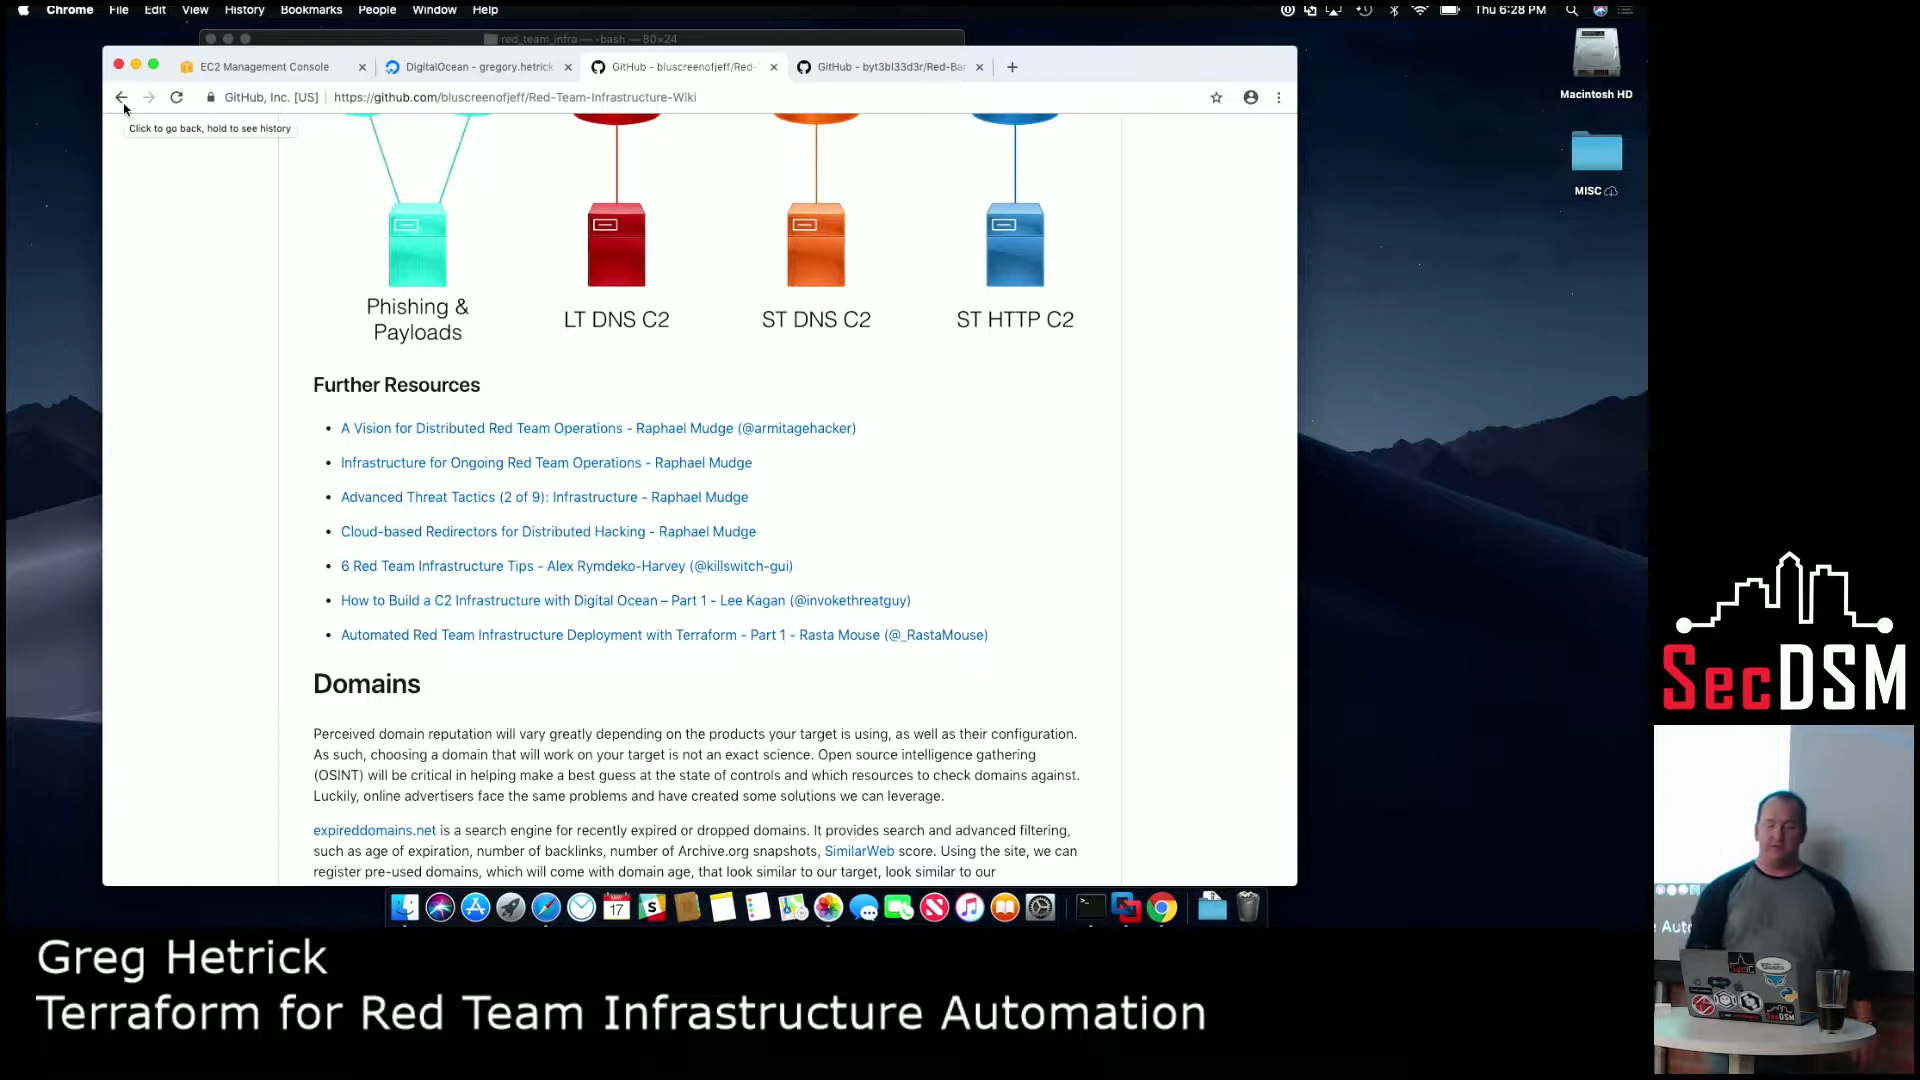 Chrome File Edit View History Bookmarks People Window Help
Thu 6:28 PM
red_team_infra — -bash — 80×24
EC2 Management Console
DigitalOcean - gregory.hetrick
GitHub - bluscreenofjeff/Red-T
GitHub - byt3bl33d3r/Red-Bar
GitHub, Inc. [US]
https://github.com/bluscreenofjeff/Red-Team-Infrastructure-Wiki
Click to go back, hold to see history
Macintosh HD
MISC
Phishing &
Payloads
LT DNS C2
ST DNS C2
ST HTTP C2
Further Resources
• A Vision for Distributed Red Team Operations - Raphael Mudge (@armitagehacker)
• Infrastructure for Ongoing Red Team Operations - Raphael Mudge
• Advanced Threat Tactics (2 of 9): Infrastructure - Raphael Mudge
• Cloud-based Redirectors for Distributed Hacking - Raphael Mudge
• 6 Red Team Infrastructure Tips - Alex Rymdeko-Harvey (@killswitch-gui)
• How to Build a C2 Infrastructure with Digital Ocean – Part 1 - Lee Kagan (@invokethreatguy)
• Automated Red Team Infrastructure Deployment with Terraform - Part 1 - Rasta Mouse (@_RastaMouse)
Domains
Perceived domain reputation will vary greatly depending on the products your target is using, as well as their configuration.
As such, choosing a domain that will work on your target is not an exact science. Open source intelligence gathering
(OSINT) will be critical in helping make a best guess at the state of controls and which resources to check domains against.
Luckily, online advertisers face the same problems and have created some solutions we can leverage.
expireddomains.net is a search engine for recently expired or dropped domains. It provides search and advanced filtering,
such as age of expiration, number of backlinks, number of Archive.org snapshots, SimilarWeb score. Using the site, we can
register pre-used domains, which will come with domain age, that look similar to our target, look similar to our
MAY
17
SecDSM
e Auto
SecDSM
Greg Hetrick
Terraform for Red Team Infrastructure Automation